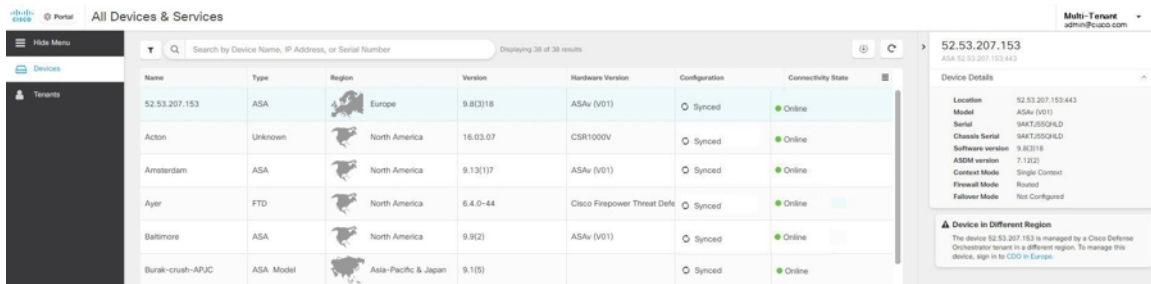 cisco Portal All Devices & Services Multi-Tenant
admin@cisco.com
Hide Menu
Devices
Tenants
Search by Device Name, IP Address, or Serial Number Displaying 38 of 38 results
Name Type Region Version Hardware Version Configuration Connectivity State
52.53.207.153 ASA Europe 9.8(3)18 ASAv (V01) Synced Online
Acton Unknown North America 16.03.07 CSR1000V Synced Online
Amsterdam ASA North America 9.13(1)7 ASAv (V01) Synced Online
Ayer FTD North America 6.4.0-44 Cisco Firepower Threat Defe Synced Online
Baltimore ASA North America 9.9(2) ASAv (V01) Synced Online
Burak-crush-APJC ASA Model Asia-Pacific & Japan 9.1(5) Synced Online
52.53.207.153
ASA 52.53.207.153:443
Device Details
Location 52.53.207.153:443
Model ASAv (V01)
Serial 9AKTJ55QHLD
Chassis Serial 9AKTJ55QHLD
Software version 9.8(3)18
ASDM version 7.12(2)
Context Mode Single Context
Firewall Mode Routed
Failover Mode Not Configured
Device in Different Region
The device 52.53.207.153 is managed by a Cisco Defense
Orchestrator tenant in a different region. To manage this
device, sign in to CDO in Europe.